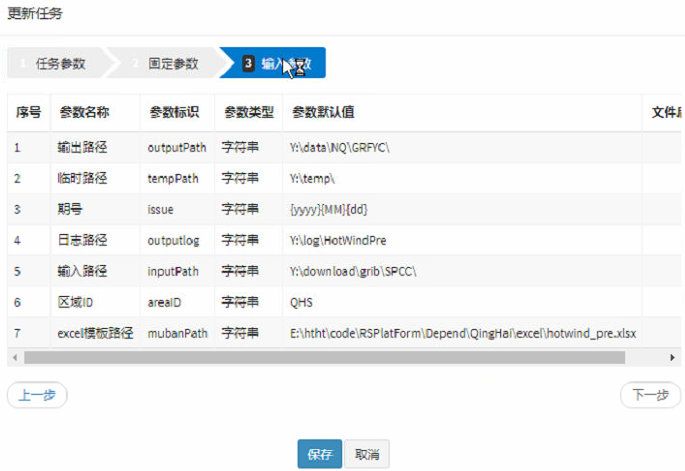 更新任务
1 任务参数 2 固定参数 3 输入参数
序号 参数名称 参数标识 参数类型 参数默认值
1 输出路径 outputPath 字符串 Y:\data\NQ\GRFYC\
2 临时路径 tempPath 字符串 Y:\temp\
3 期号 issue 字符串 {yyyy}{MM}{dd}
4 日志路径 outputlog 字符串 Y:\log\HotWindPre
5 输入路径 inputPath 字符串 Y:\download\grib\SPCC\
6 区域ID areaID 字符串 QHS
7 excel模板路径 mubanPath 字符串 E:\htht\code\RSPlatForm\Depend\QingHai\excel\hotwind_pre.xlsx
上一步 下一步
保存 取消